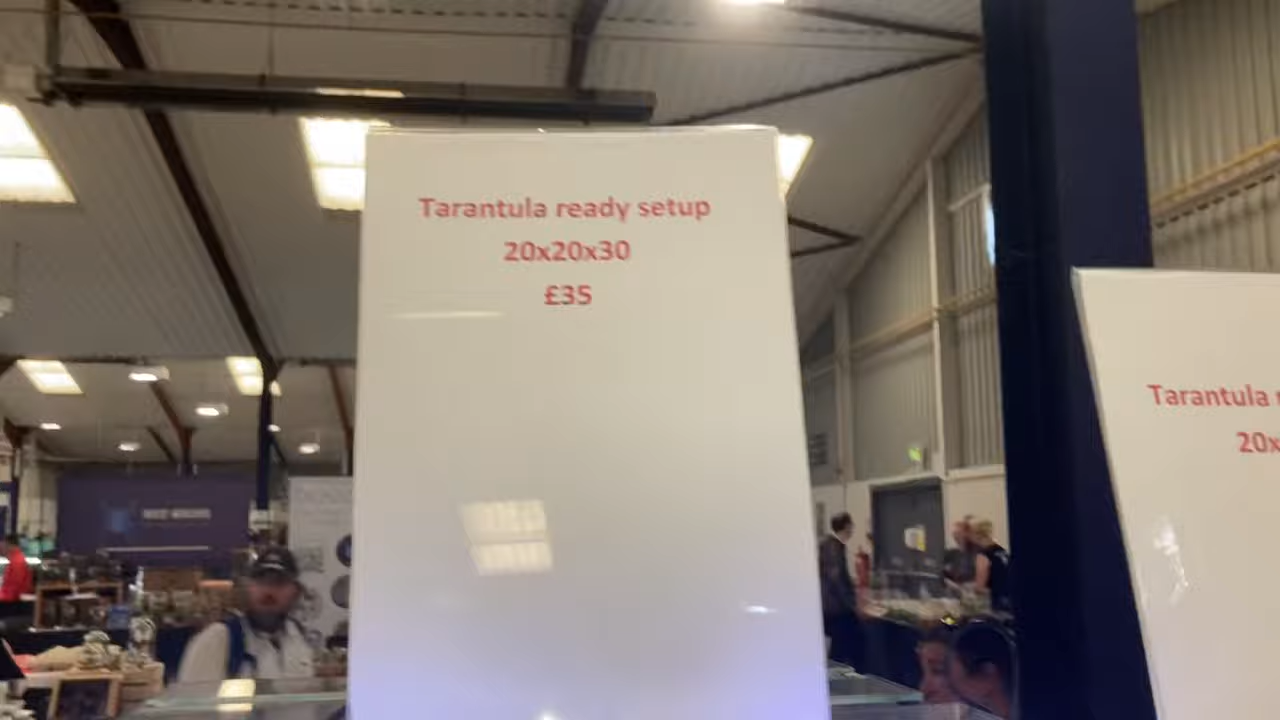 Tarantula ready setup
20x20x30
£35
Tarantula
20x